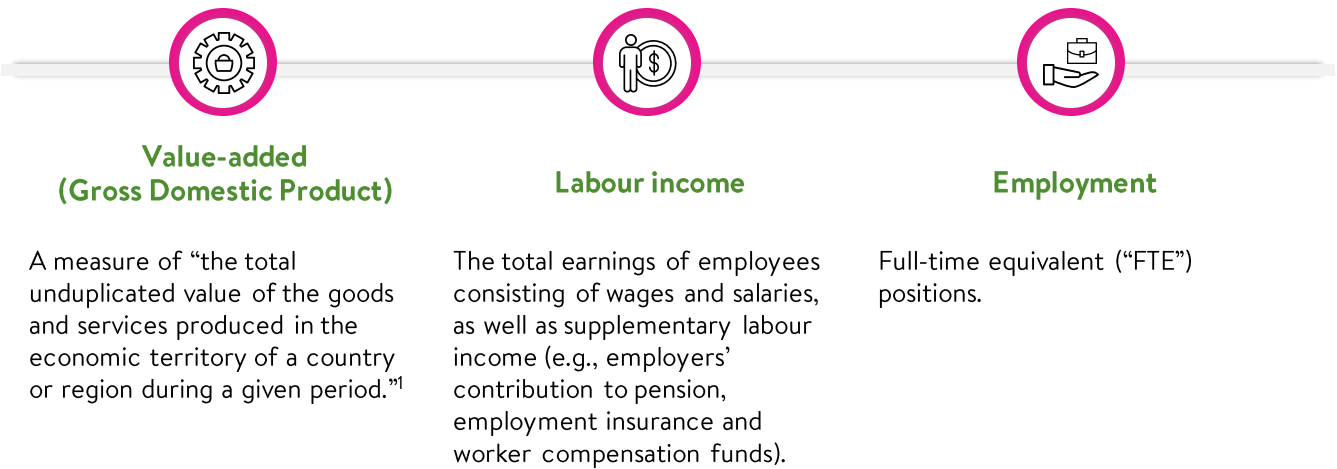 Value-added
(Gross Domestic Product)
A measure of “the total
unduplicated value of the goods
and services produced in the
economic territory of a country
or region during a given period.”1
$
Labour income
The total earnings of employees
consisting of wages and salaries,
as well as supplementary labour
income (e.g., employers’
contribution to pension,
employment insurance and
worker compensation funds).
Employment
Full-time equivalent (“FTE”)
positions.